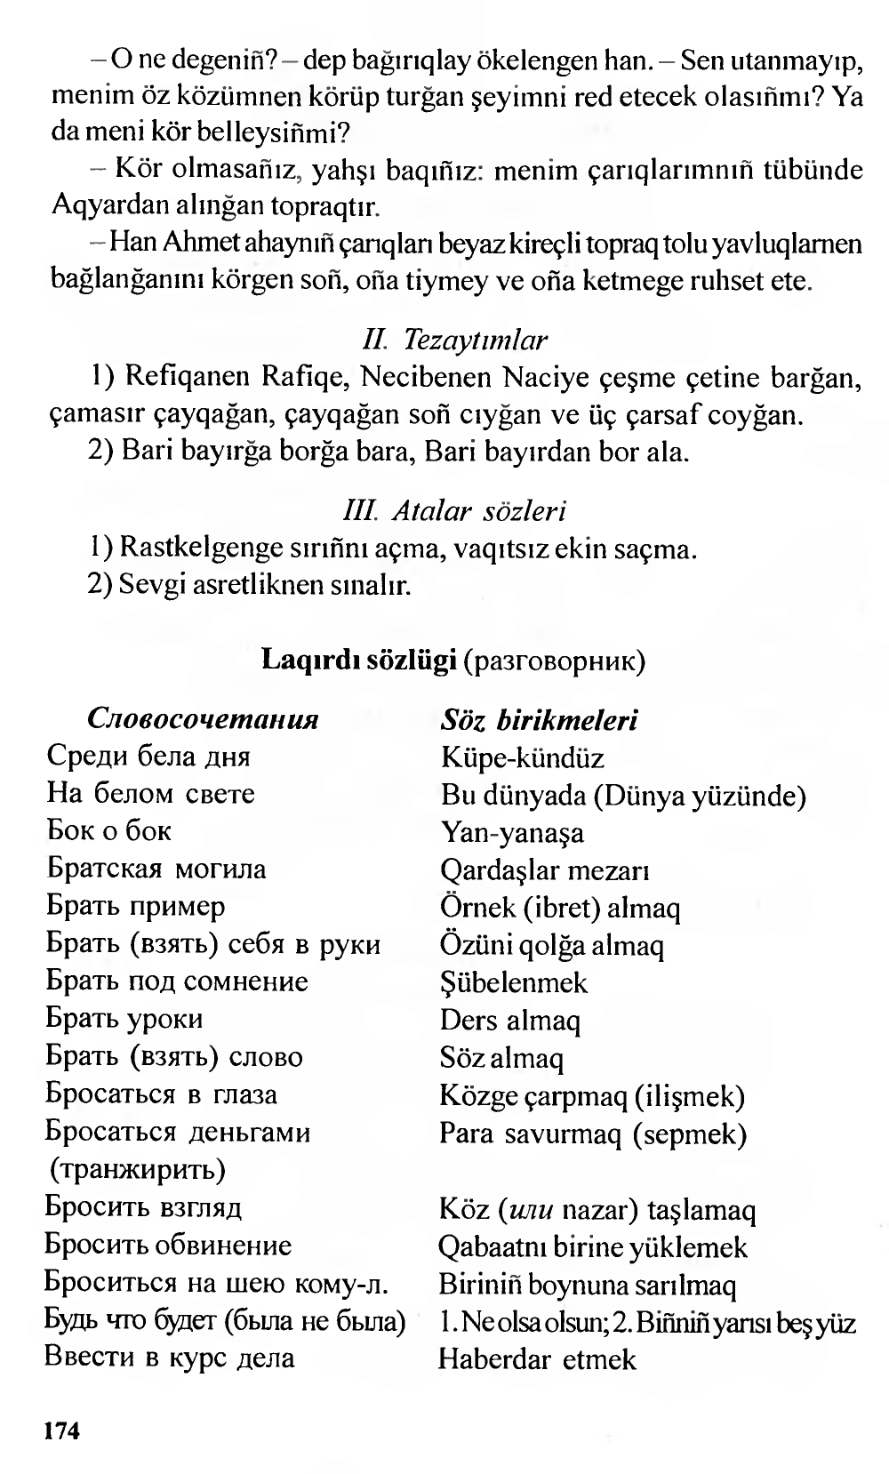 – O ne degeniñ? – dep bağırıqlay ökelengen han. – Sen utanmayıp,
menim öz közümnen körüp turğan şeyimni red etecek olasıñmı? Ya
da meni kör belleysiñmi?
– Kör olmasañız, yahşı baqıñız: menim çarıqlarımnıñ tübünde
Aqyardan alınğan topraqtır.
– Han Ahmet ahaynıñ çarıqları beyaz kireçli topraq tolu yavluqlarnen
bağlanğanını körgen soñ, oña tiymey ve oña ketmege ruhset ete.
II. Tezaytımlar
1) Refiqanen Rafiqe, Necibenen Naciye çeşme çetine barğan,
çamasır çayqağan, çayqağan soñ cıyğan ve üç çarsaf coyğan.
2) Bari bayırğa borğa bara, Bari bayırdan bor ala.
III. Atalar sözleri
1) Rastkelgenge sırıñnı açma, vaqıtsız ekin saçma.
2) Sevgi asretliknen sınalır.
Laqırdı sözlügi (разговорник)
Словосочетания Söz birikmeleri
Среди бела дня Küpe-kündüz
На белом свете Bu dünyada (Dünya yüzünde)
Бок о бок Yan-yanaşa
Братская могила Qardaşlar mezarı
Брать пример Örnek (ibret) almaq
Брать (взять) себя в руки Özüni qolğa almaq
Брать под сомнение Şübelenmek
Брать уроки Ders almaq
Брать (взять) слово Söz almaq
Бросаться в глаза Közge çarpmaq (ilişmek)
Бросаться деньгами Para savurmaq (sepmek)
(транжирить)
Бросить взгляд Köz (или nazar) taşlamaq
Бросить обвинение Qabaatnı birine yüklemek
Броситься на шею кому-л. Biriniñ boynuna sarılmaq
Будь что будет (была не была) 1. Ne olsa olsun; 2. Biñniñ yarısı beş yüz
Ввести в курс дела Haberdar etmek
174